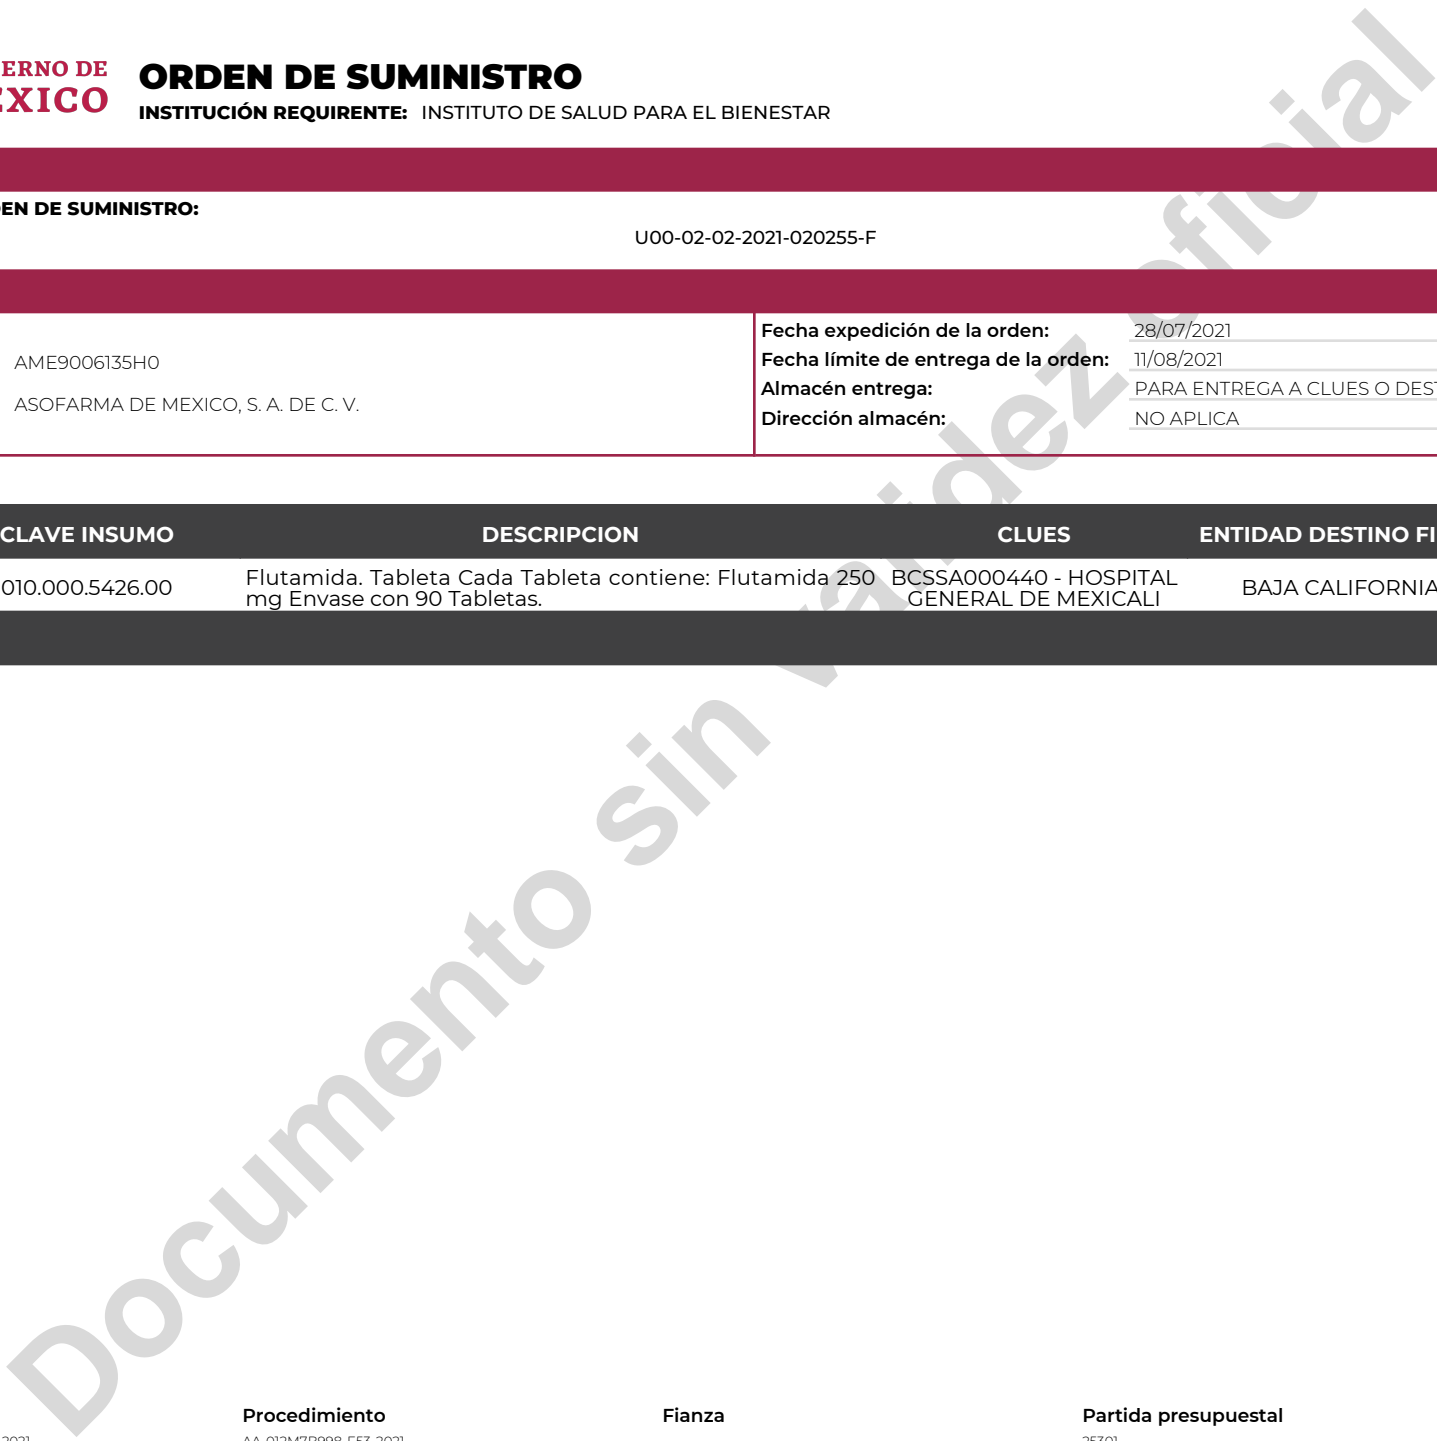 ERNO DE
EXICO
ORDEN DE SUMINISTRO
INSTITUCIÓN REQUIRENTE: INSTITUTO DE SALUD PARA EL BIENESTAR
EN DE SUMINISTRO:
U00-02-02-2021-020255-F
AME9006135H0
ASOFARMA DE MEXICO, S. A. DE C. V.
Fecha expedición de la orden: 28/07/2021
Fecha límite de entrega de la orden: 11/08/2021
Almacén entrega: PARA ENTREGA A CLUES O DEST
Dirección almacén: NO APLICA
CLAVE INSUMO DESCRIPCION CLUES ENTIDAD DESTINO FI
010.000.5426.00 Flutamida. Tableta Cada Tableta contiene: Flutamida 250 BCSSA000440 - HOSPITAL BAJA CALIFORNIA
mg Envase con 90 Tabletas. GENERAL DE MEXICALI
Documento sin validez oficial
Procedimiento Fianza Partida presupuestal